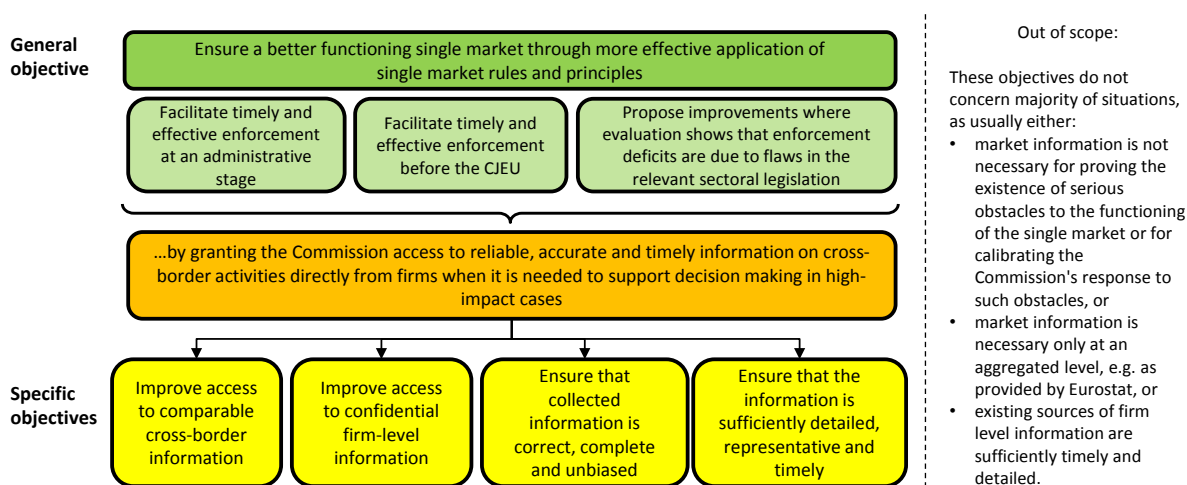 General
objective
Ensure a better functioning single market through more effective application of
single market rules and principles
Facilitate timely and
effective enforcement
at an administrative
stage
Facilitate timely and
effective enforcement
before the CJEU
Propose improvements where
evaluation shows that enforcement
deficits are due to flaws in the
relevant sectoral legislation
...by granting the Commission access to reliable, accurate and timely information on cross-
border activities directly from firms when it is needed to support decision making in high-
impact cases
Specific
objectives
Improve access
to comparable
cross-border
information
Improve access
to confidential
firm-level
information
Ensure that
collected
information is
correct, complete
and unbiased
Ensure that the
information is
sufficiently detailed,
representative and
timely
Out of scope:
These objectives do not
concern majority of situations,
as usually either:
• market information is not
necessary for proving the
existence of serious
obstacles to the functioning
of the single market or for
calibrating the
Commission's response to
such obstacles, or
• market information is
necessary only at an
aggregated level, e.g. as
provided by Eurostat, or
• existing sources of firm
level information are
sufficiently timely and
detailed.